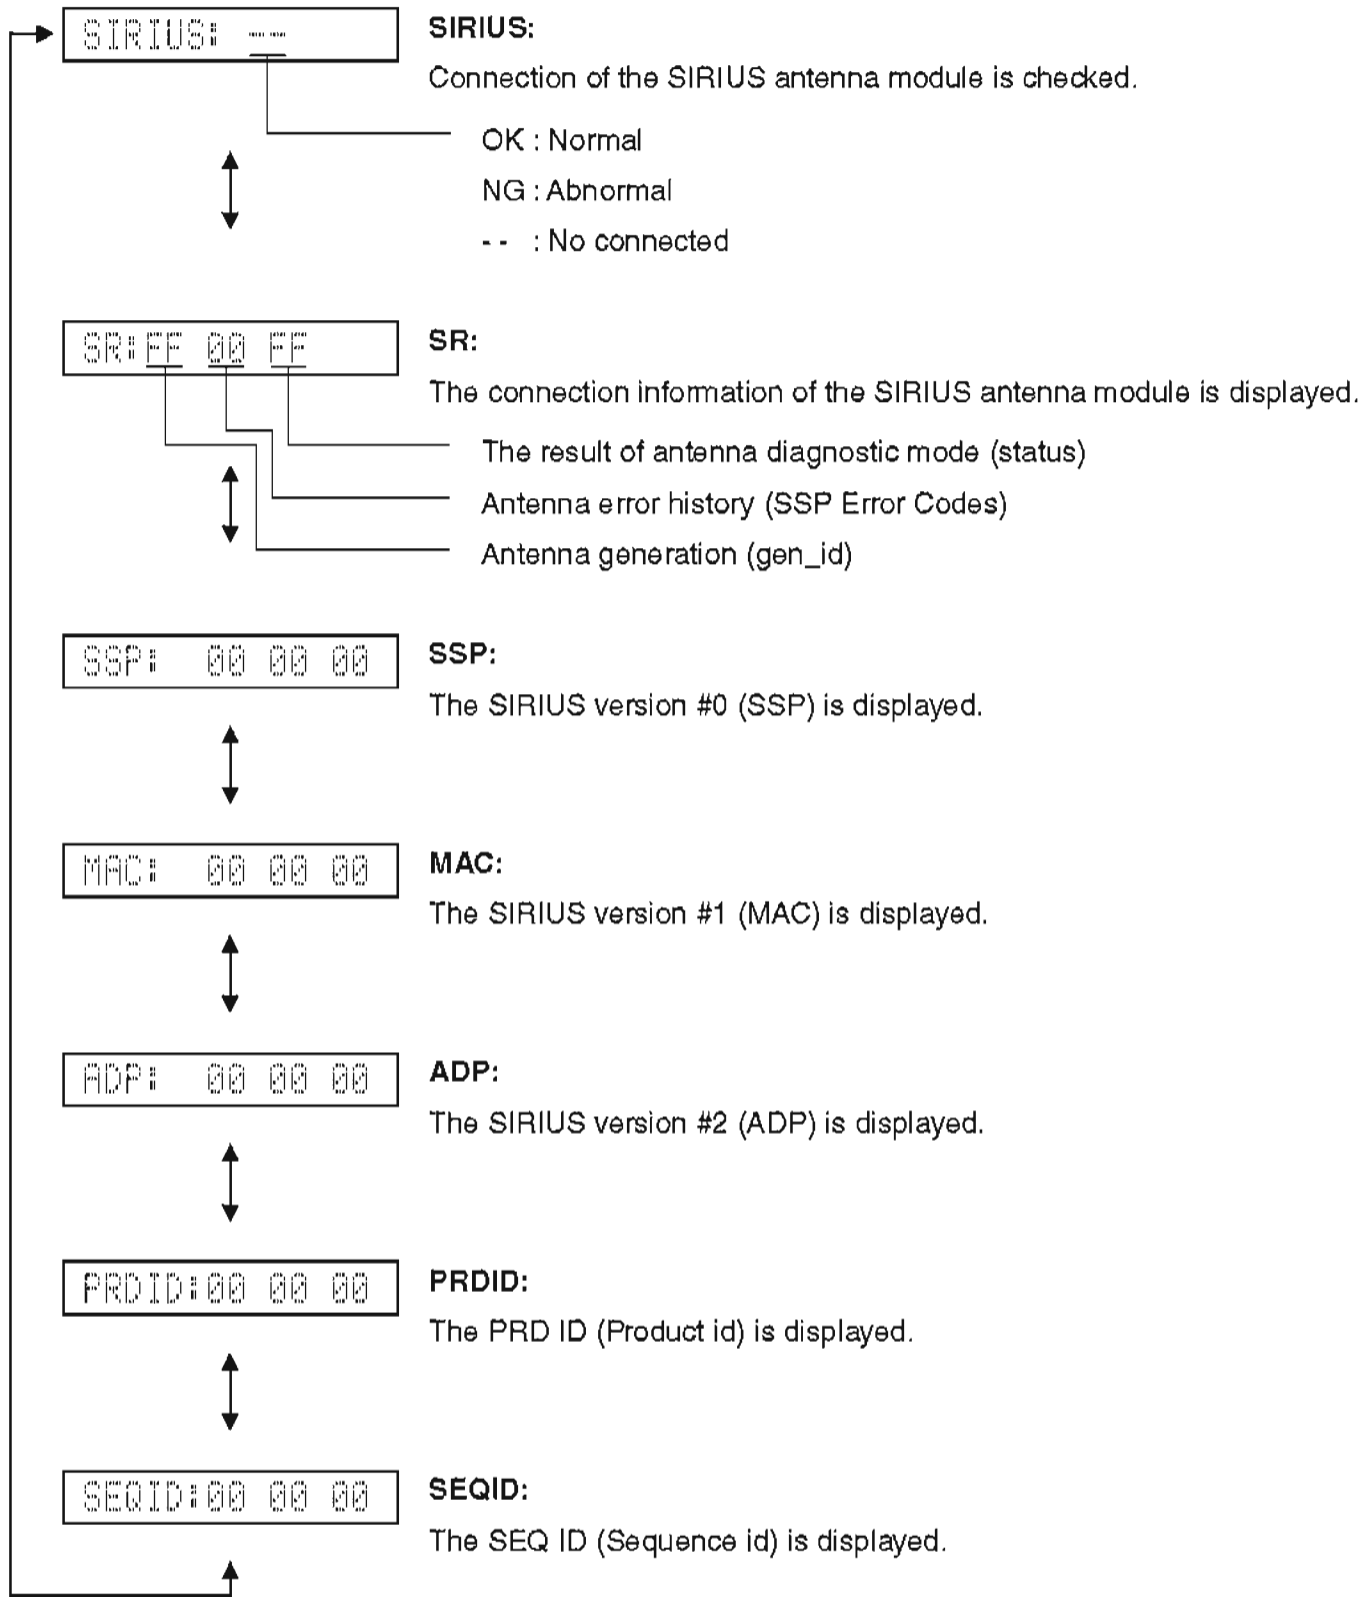 SIRIUS: --
SIRIUS:
Connection of the SIRIUS antenna module is checked.
OK : Normal
NG : Abnormal
- - : No connected
SR:FF 00 FF
SR:
The connection information of the SIRIUS antenna module is displayed.
The result of antenna diagnostic mode (status)
Antenna error history (SSP Error Codes)
Antenna generation (gen_id)
SSP: 00 00 00
SSP:
The SIRIUS version #0 (SSP) is displayed.
MAC: 00 00 00
MAC:
The SIRIUS version #1 (MAC) is displayed.
ADP: 00 00 00
ADP:
The SIRIUS version #2 (ADP) is displayed.
PRDID:00 00 00
PRDID:
The PRD ID (Product id) is displayed.
SEQID:00 00 00
SEQID:
The SEQ ID (Sequence id) is displayed.